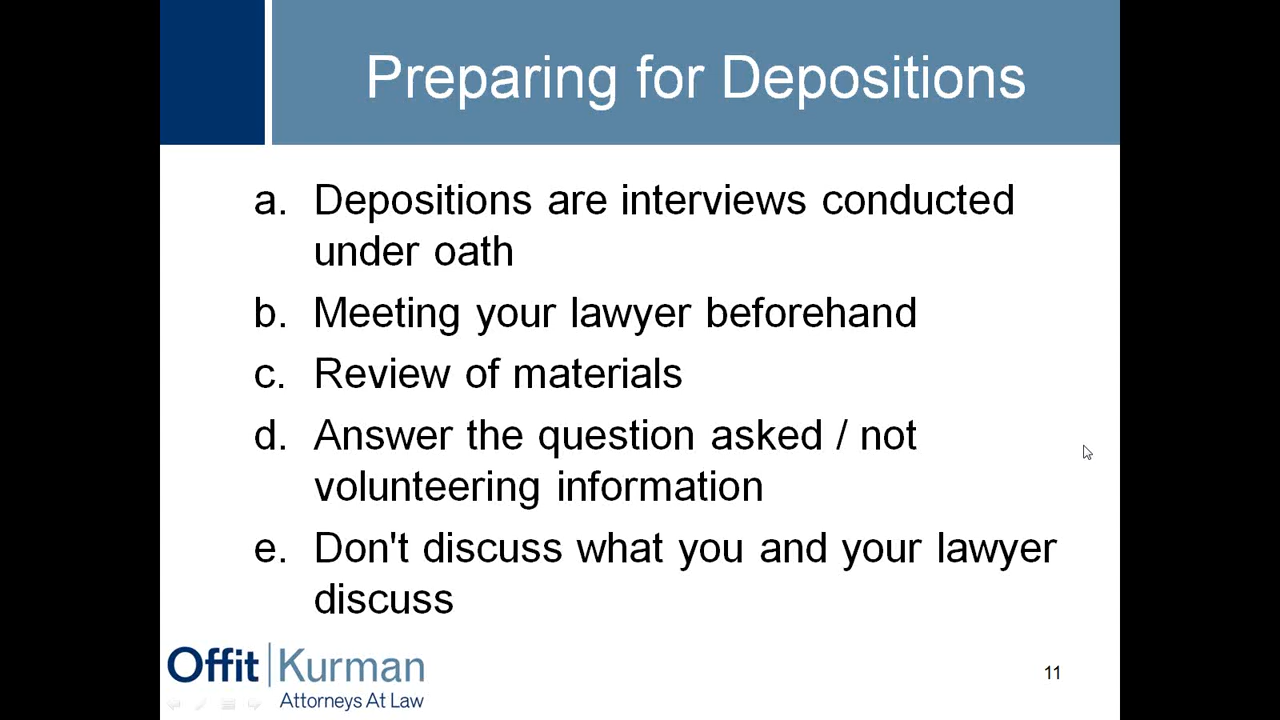 Preparing for Depositions
a. Depositions are interviews conducted
under oath
b. Meeting your lawyer beforehand
c. Review of materials
d. Answer the question asked / not
volunteering information
e. Don't discuss what you and your lawyer
discuss
Offit Kurman
Attorneys At Law
11